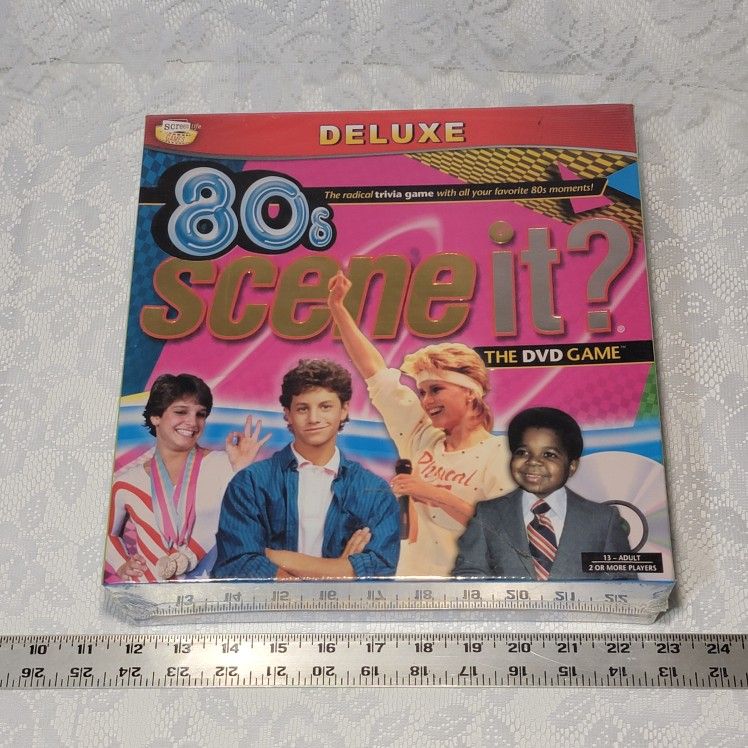 screenlife
DELUXE
80s
The radical trivia game with all your favorite 80s moments!
scene it?®
THE DVD GAME™
Physical
13 - ADULT
2 OR MORE PLAYERS
10 11 12 13 14 15 16 17 18 19 20 21 22 23 24
26 25 24 23 22 21 20 19 18 17 16 15 14 13 12